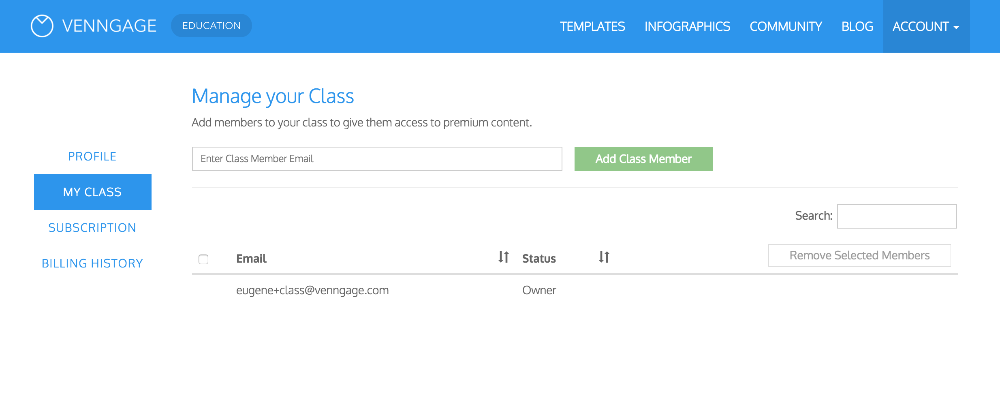 VENNGAGE EDUCATION TEMPLATES INFOGRAPHICS COMMUNITY BLOG ACCOUNT
Manage your Class
Add members to your class to give them access to premium content.
PROFILE
MY CLASS
SUBSCRIPTION
BILLING HISTORY
Enter Class Member Email Add Class Member
Search:
Remove Selected Members
Email Status
eugene+class@venngage.com Owner